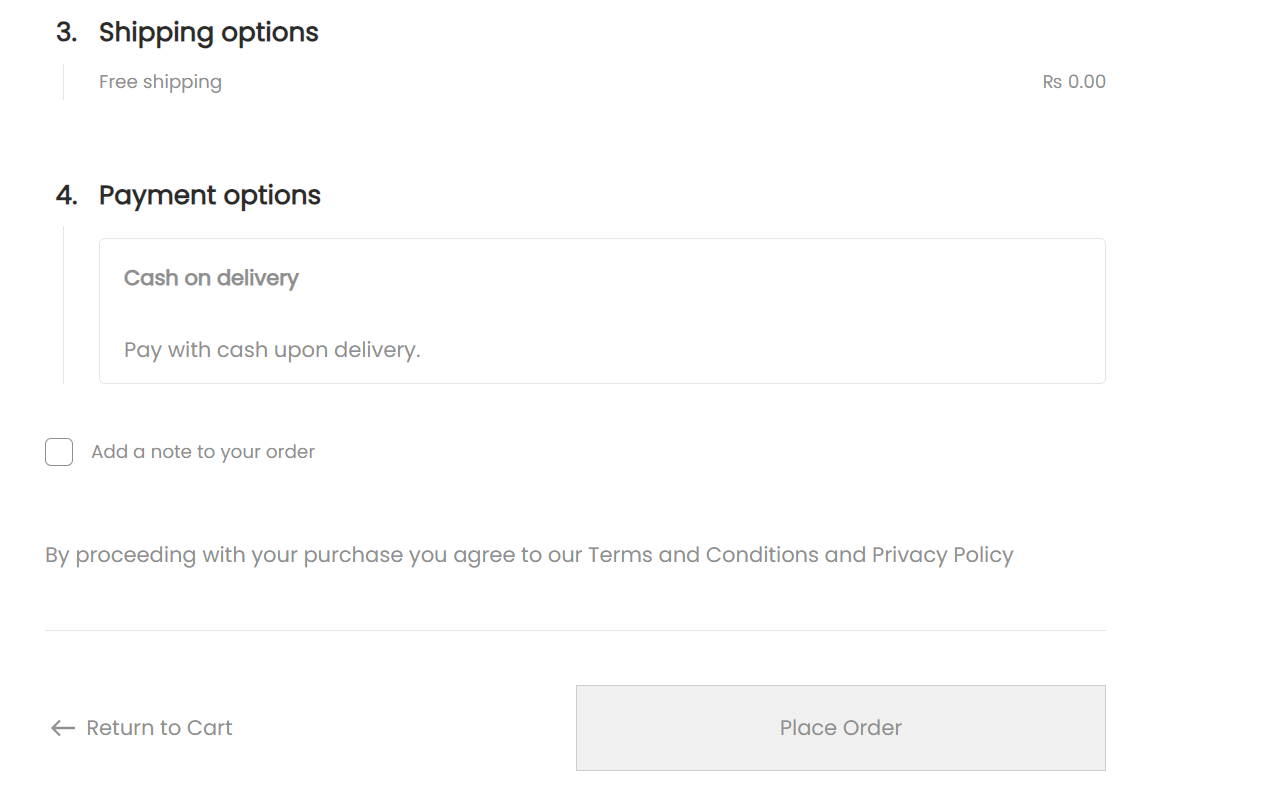 3. Shipping options
Free shipping ₨ 0.00
4. Payment options
Cash on delivery
Pay with cash upon delivery.
Add a note to your order
By proceeding with your purchase you agree to our Terms and Conditions and Privacy Policy
← Return to Cart Place Order